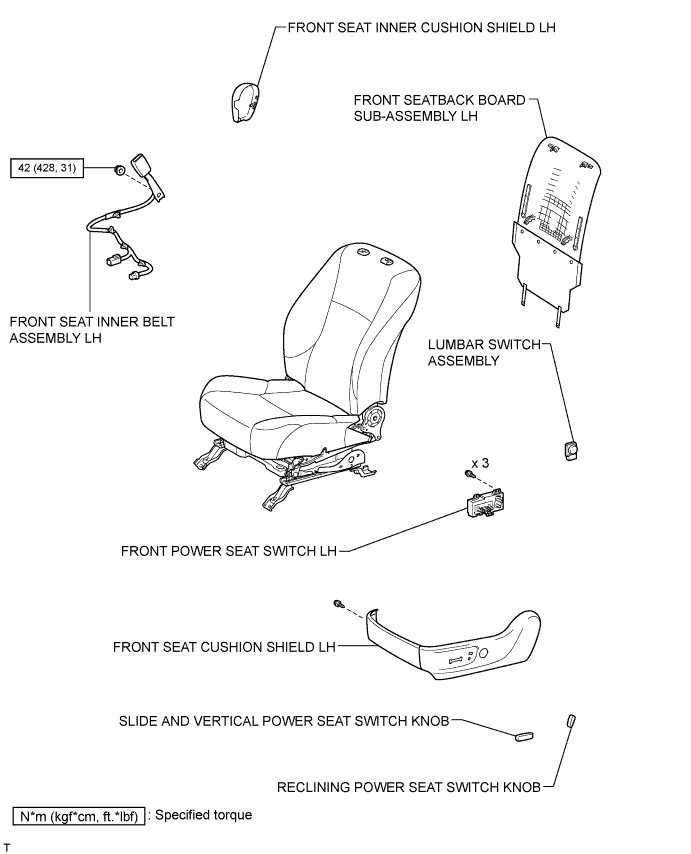 FRONT SEAT INNER CUSHION SHIELD LH
FRONT SEATBACK BOARD
SUB-ASSEMBLY LH
42 (428, 31)
FRONT SEAT INNER BELT
ASSEMBLY LH
LUMBAR SWITCH
ASSEMBLY
x 3
FRONT POWER SEAT SWITCH LH
FRONT SEAT CUSHION SHIELD LH
SLIDE AND VERTICAL POWER SEAT SWITCH KNOB
RECLINING POWER SEAT SWITCH KNOB
N*m (kgf*cm, ft.*lbf) : Specified torque
T